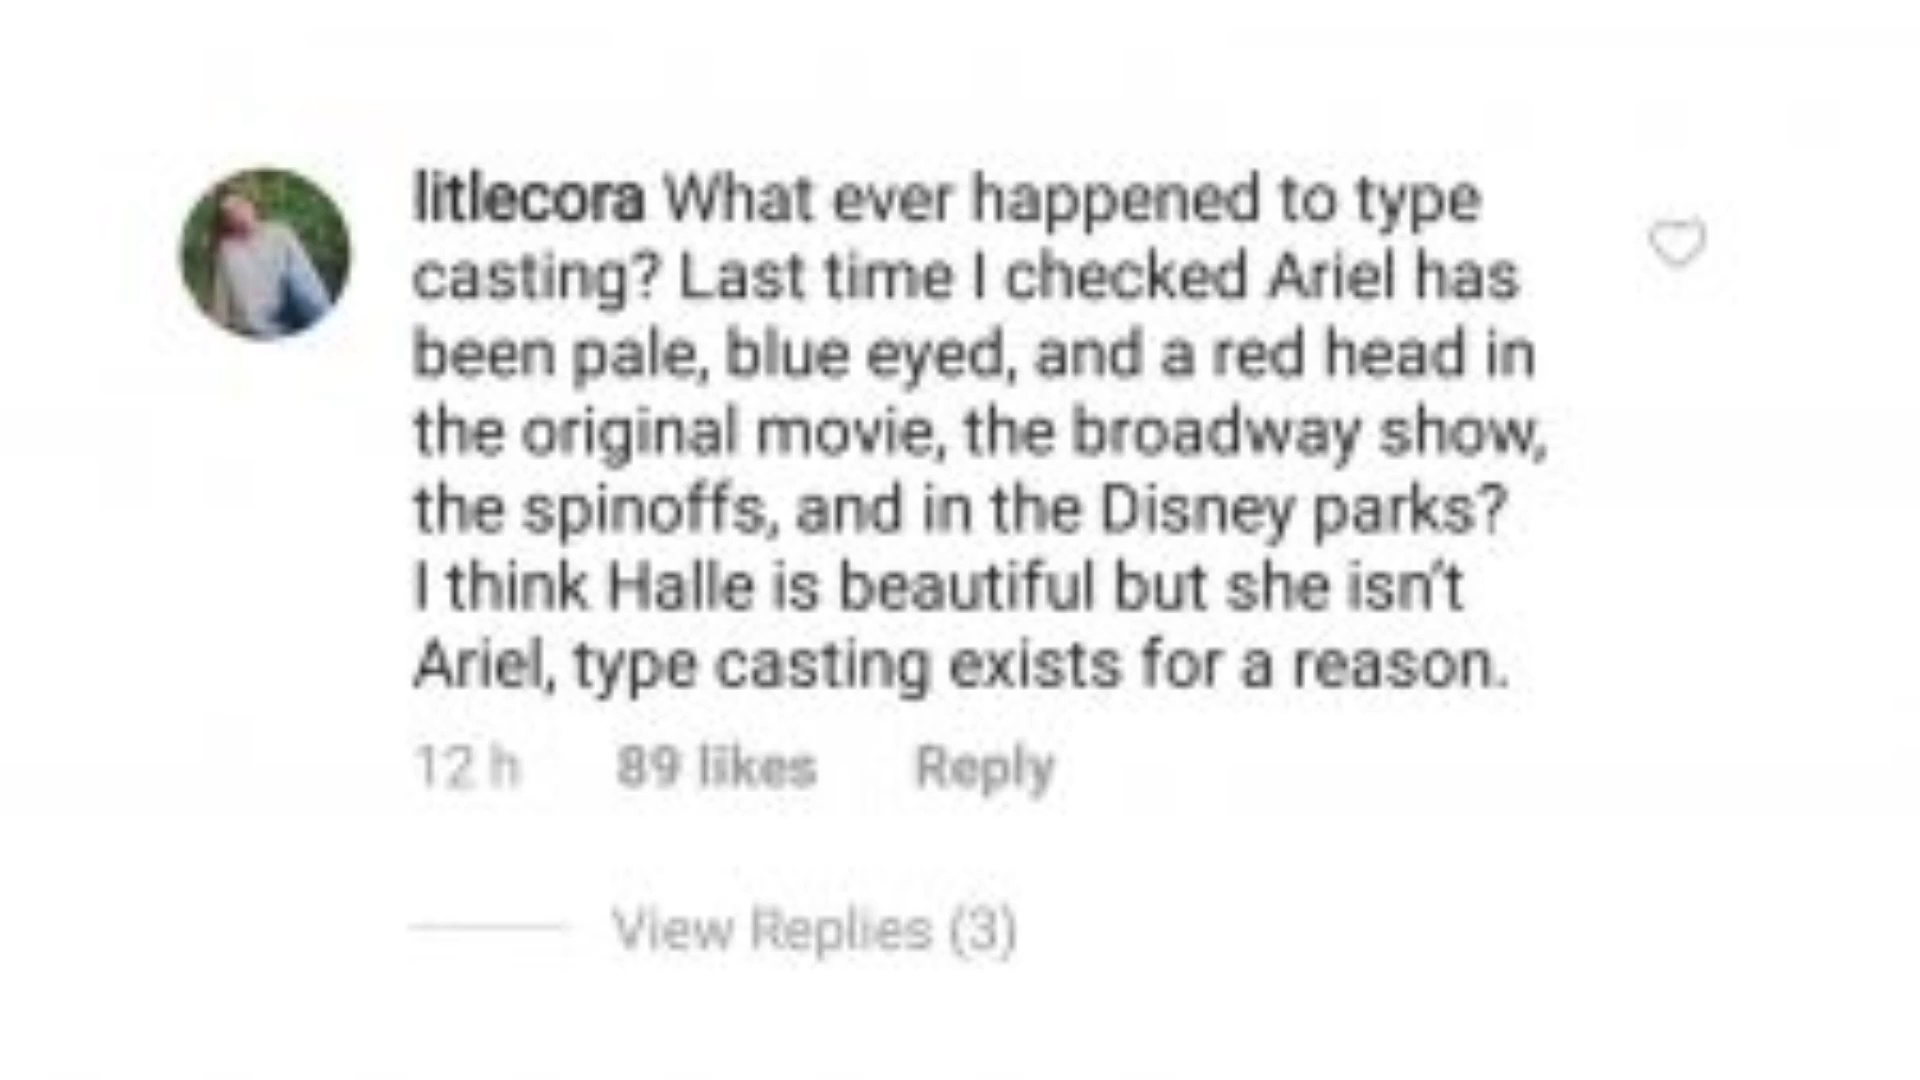 litlecora What ever happened to type
casting? Last time I checked Ariel has
been pale, blue eyed, and a red head in
the original movie, the broadway show,
the spinoffs, and in the Disney parks?
I think Halle is beautiful but she isn't
Ariel, type casting exists for a reason.
12 h 89 likes Reply
View Replies (3)